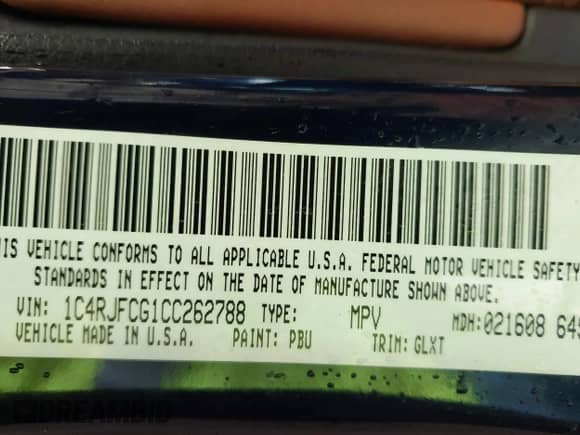 IS VEHICLE CONFORMS TO ALL APPLICABLE U.S.A. FEDERAL MOTOR VEHICLE SAFETY
STANDARDS IN EFFECT ON THE DATE OF MANUFACTURE SHOWN ABOVE.
VIN: 1C4RJFCG1CC262788 TYPE: MPV MDH:021608 64
VEHICLE MADE IN U.S.A. PAINT: PBU TRIM: GLXT
DREAMBID